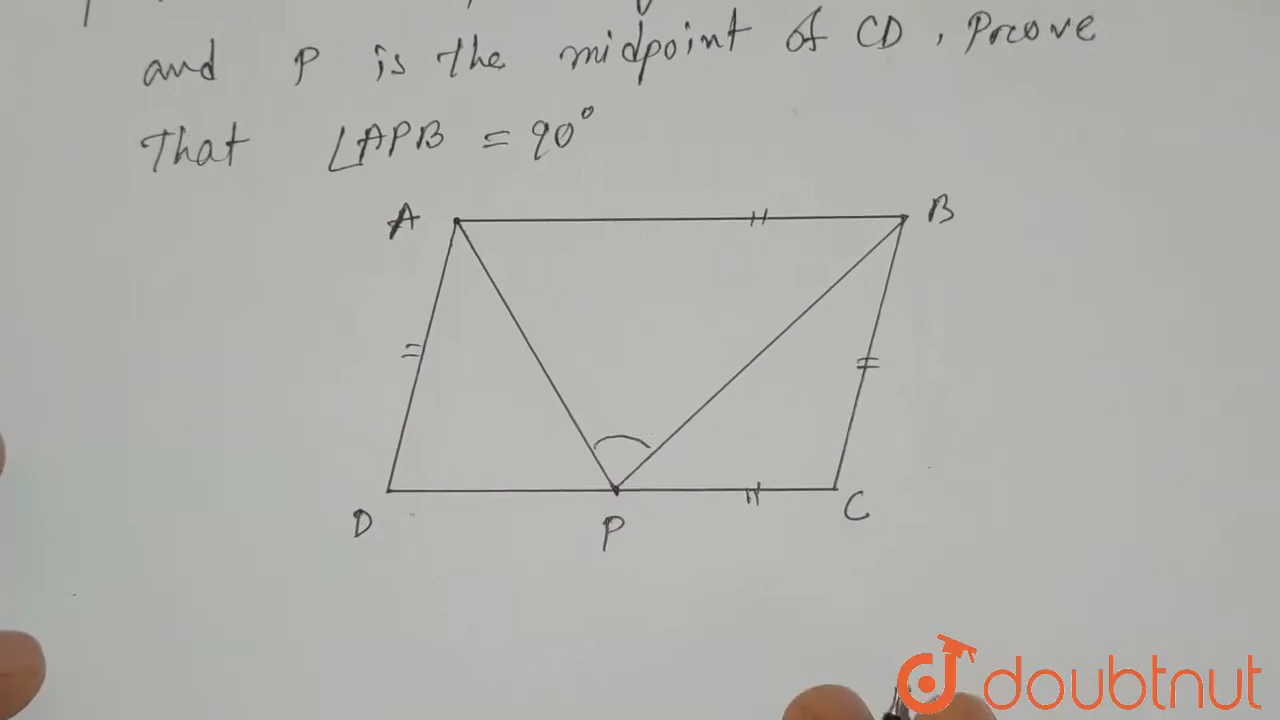 and P is the midpoint of CD, Prove
That ∠APB = 90°
A B
D P C
doubtnut